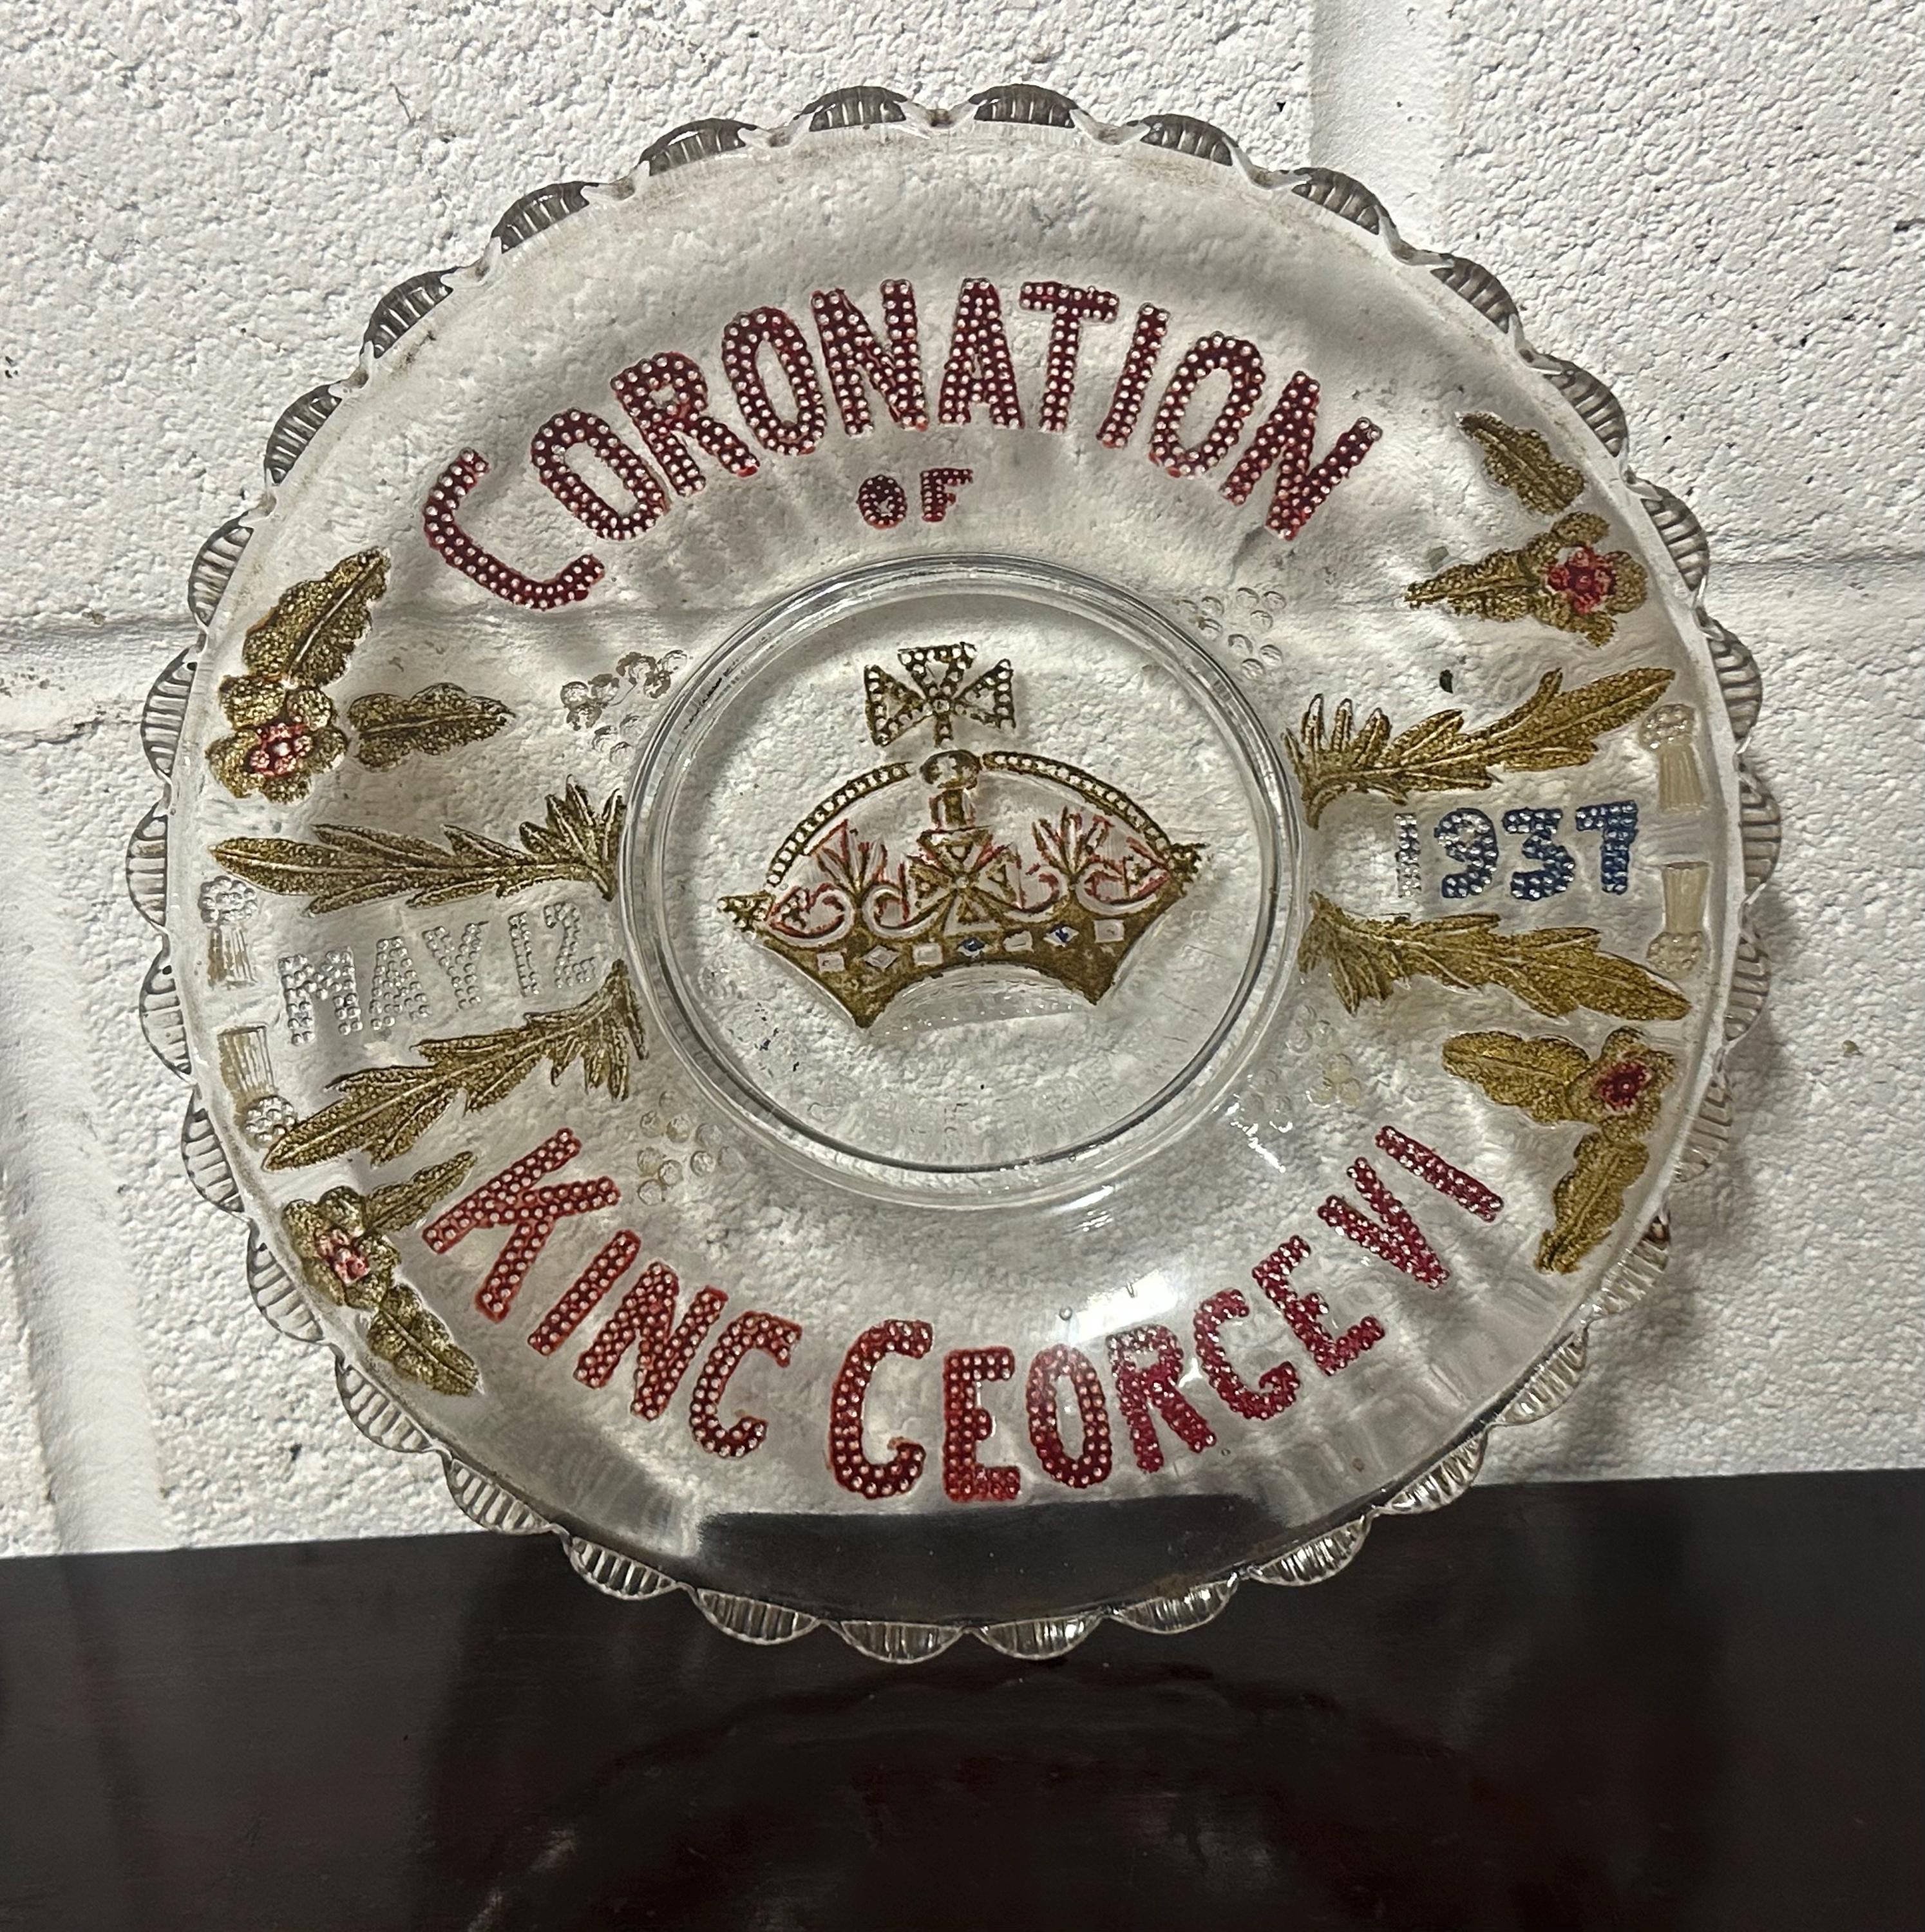 CORONATION
OF
MAY 12
1937
KING GEORGE VI